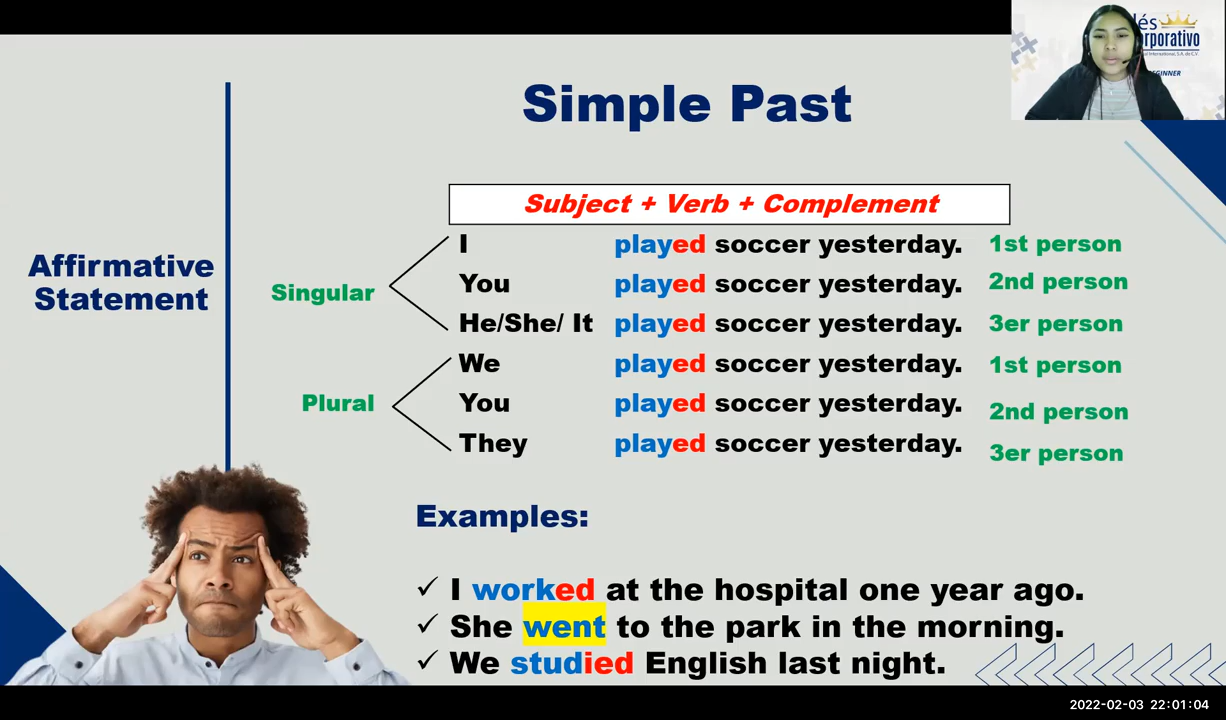 lés
orporativo
EGINNER
Simple Past
Subject + Verb + Complement
Affirmative
Statement
Singular
I played soccer yesterday. 1st person
You played soccer yesterday. 2nd person
He/She/ It played soccer yesterday. 3er person
Plural
We played soccer yesterday. 1st person
You played soccer yesterday. 2nd person
They played soccer yesterday. 3er person
Examples:
✓ I worked at the hospital one year ago.
✓ She went to the park in the morning.
✓ We studied English last night.
2022-02-03 22:01:04